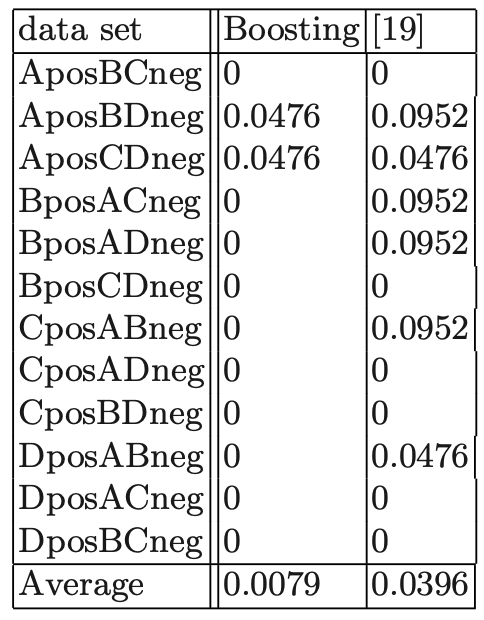 data set Boosting [19]
AposBCneg 0 0
AposBDneg 0.0476 0.0952
AposCDneg 0.0476 0.0476
BposACneg 0 0.0952
BposADneg 0 0.0952
BposCDneg 0 0
CposABneg 0 0.0952
CposADneg 0 0
CposBDneg 0 0
DposABneg 0 0.0476
DposACneg 0 0
DposBCneg 0 0
Average 0.0079 0.0396